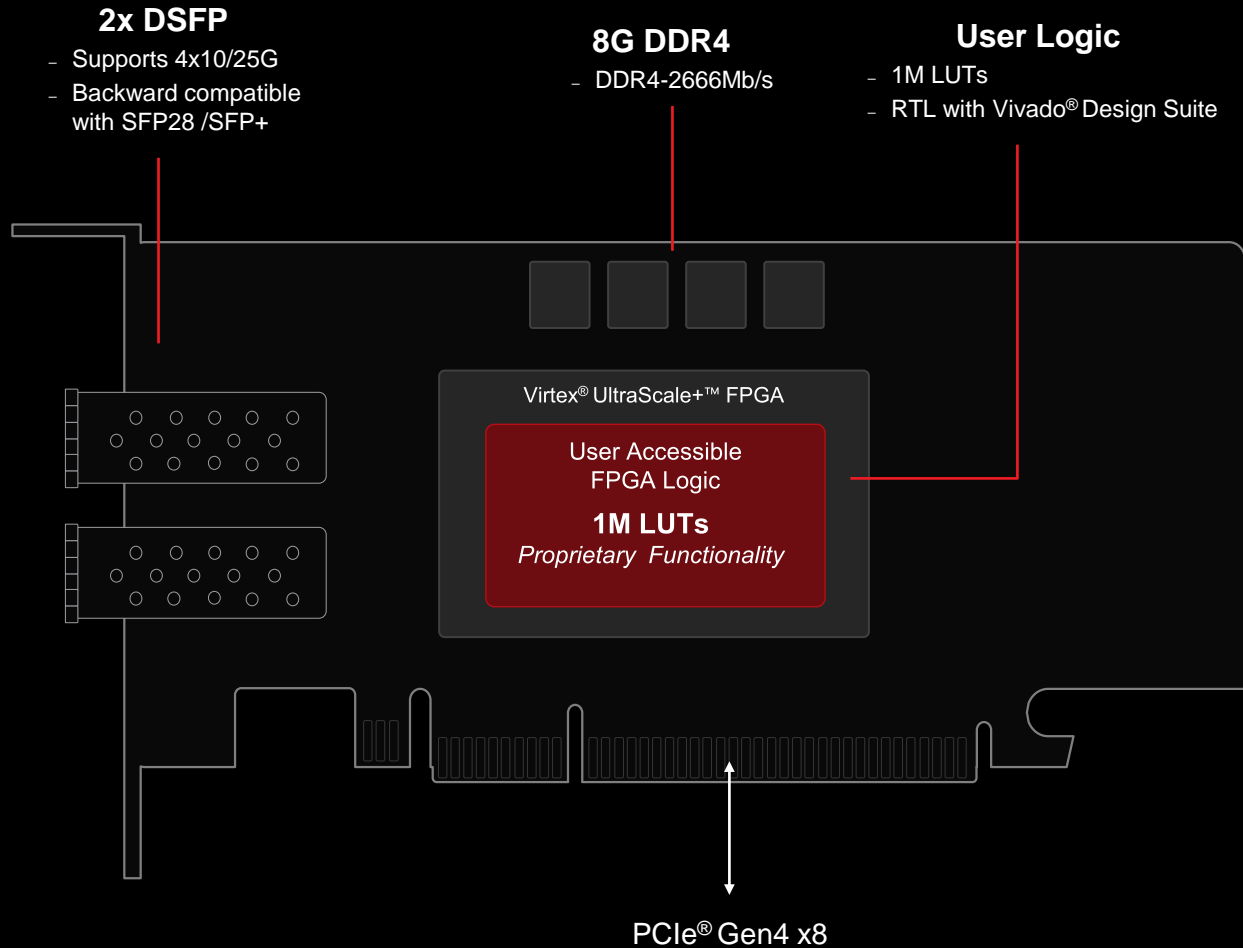 2x DSFP
– Supports 4x10/25G
– Backward compatible
with SFP28 /SFP+
8G DDR4
– DDR4-2666Mb/s
User Logic
– 1M LUTs
– RTL with Vivado® Design Suite
Virtex® UltraScale+™ FPGA
User Accessible
FPGA Logic
1M LUTs
Proprietary Functionality
PCIe® Gen4 x8